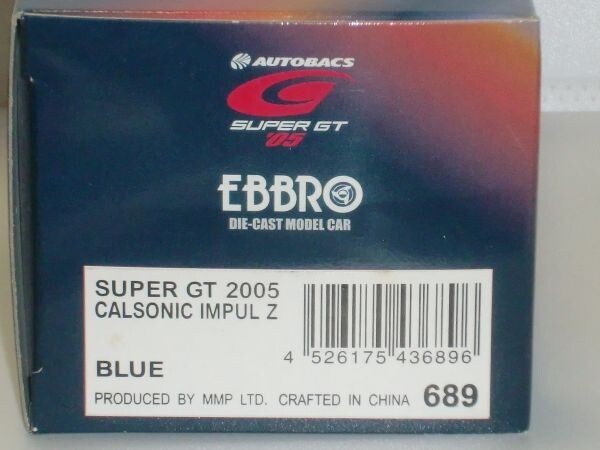 AUTOBACS
SUPER GT
'05
EBBRO
DIE-CAST MODEL CAR
SUPER GT 2005
CALSONIC IMPUL Z
4 526175 436896
BLUE
PRODUCED BY MMP LTD. CRAFTED IN CHINA 689